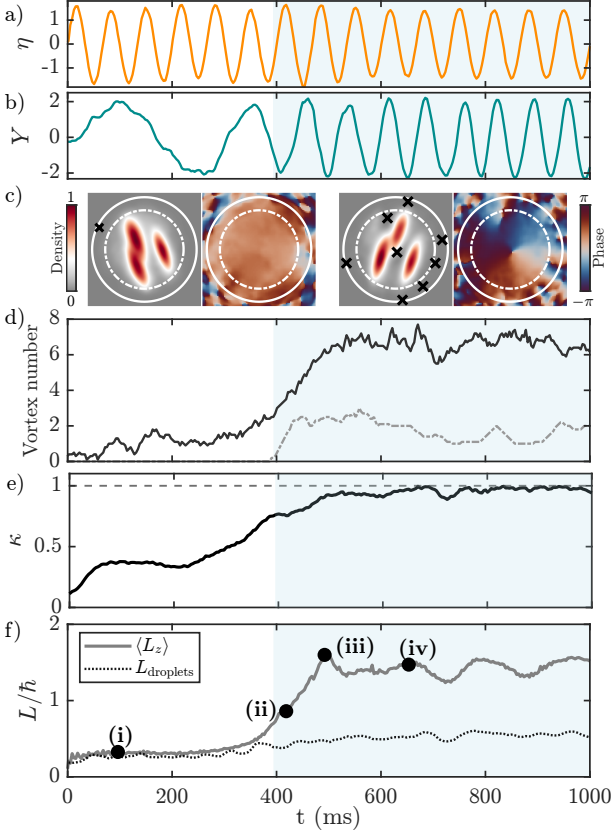 a)
η
1
0
-1
b)
Y
2
0
-2
c)
Density
1
0
Phase
π
−π
d)
Vortex number
8
6
4
2
0
e)
κ
1
0.5
0
f)
L/ħ
2
1
0
⟨L_z⟩
L_droplets
(i)
(ii)
(iii)
(iv)
0 200 400 600 800 1000
t (ms)